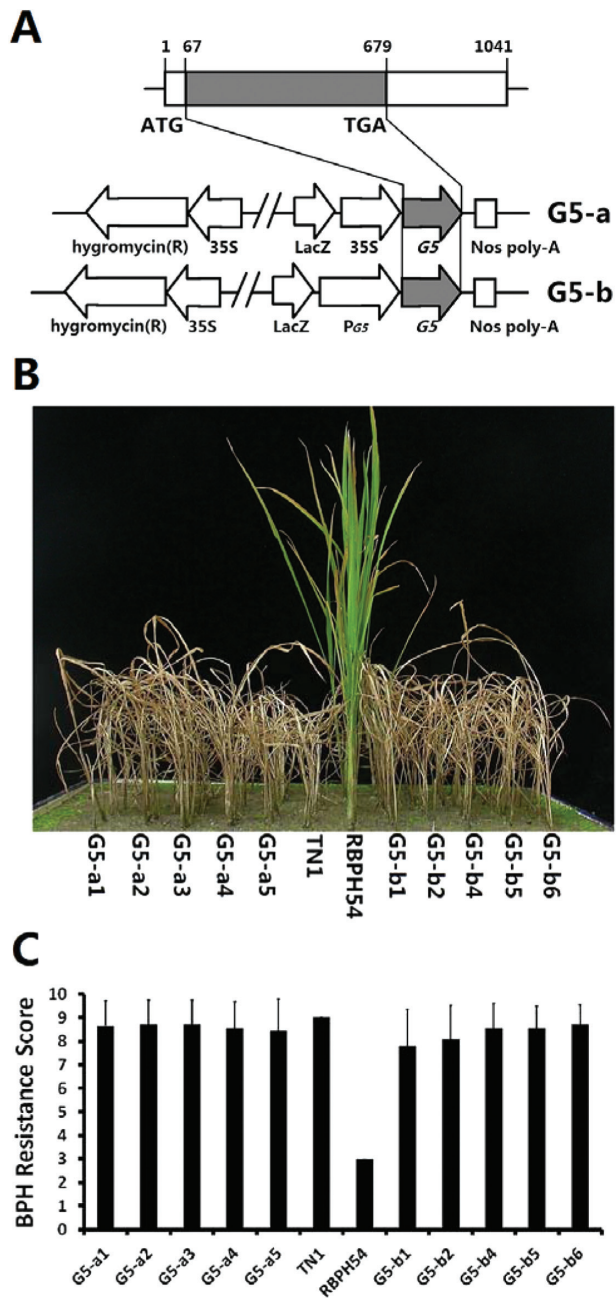 A
1 67 679 1041
ATG TGA
G5-a
hygromycin(R) 35S LacZ 35S G5 Nos poly-A
G5-b
hygromycin(R) 35S LacZ PG5 G5 Nos poly-A
B
G5-a1
G5-a2
G5-a3
G5-a4
G5-a5
TN1
RBPH54
G5-b1
G5-b2
G5-b4
G5-b5
G5-b6
C
BPH Resistance Score
10
9
8
7
6
5
4
3
2
1
0
G5-a1
G5-a2
G5-a3
G5-a4
G5-a5
TN1
RBPH54
G5-b1
G5-b2
G5-b4
G5-b5
G5-b6